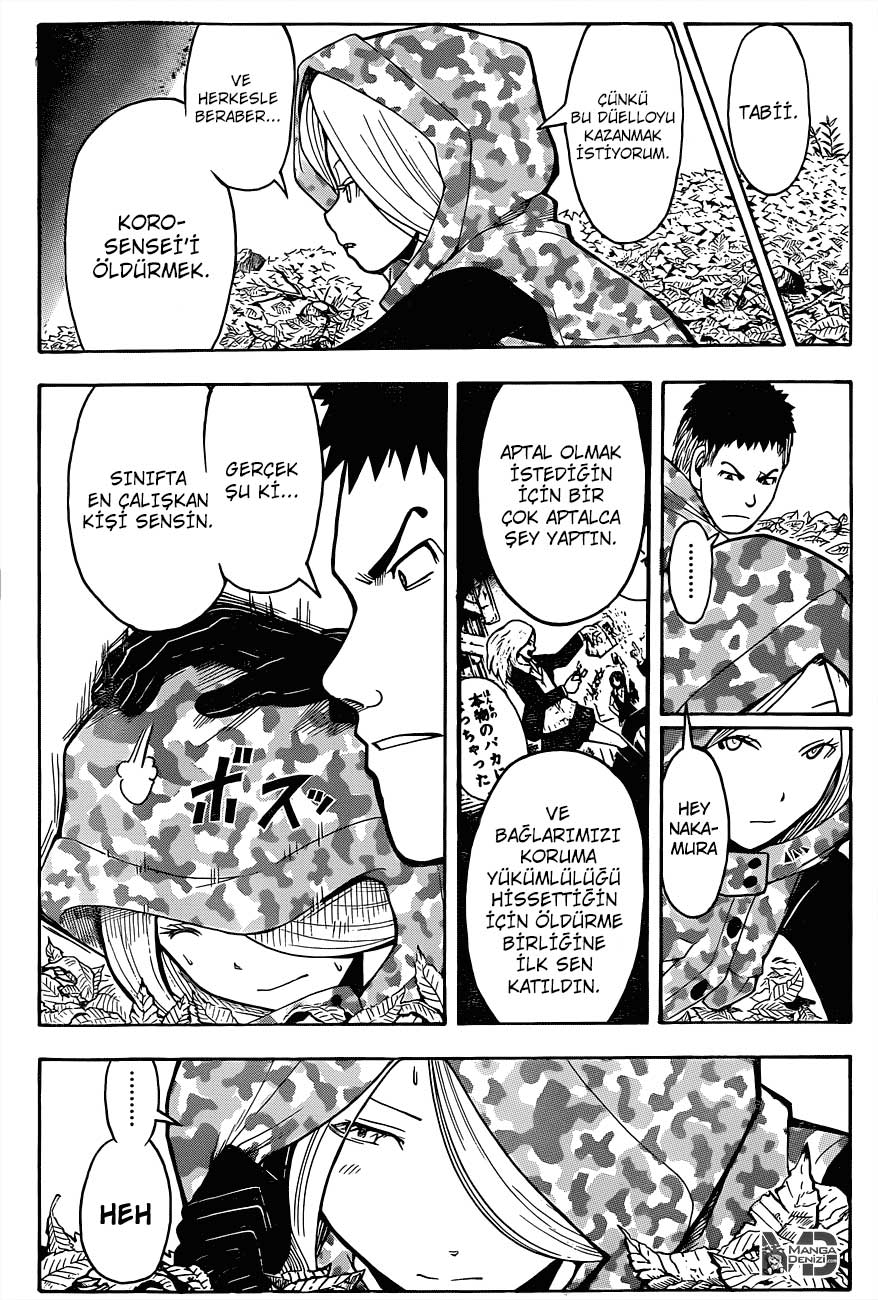 TABİİ.
ÇÜNKÜ
BU DÜELLOYU
KAZANMAK
İSTİYORUM.
VE
HERKESLE
BERABER...
KORO-
SENSEI'İ
ÖLDÜRMEK.
.........
HEY
NAKA-
MURA
APTAL OLMAK
İSTEDİĞİN
İÇİN BİR
ÇOK APTALCA
ŞEY YAPTIN.
本物のバカに
なっちゃった
VE
BAĞLARIMIZI
KORUMA
YÜKÜMLÜLÜĞÜ
HİSSETTİĞİN
İÇİN ÖLDÜRME
BİRLİĞİNE
İLK SEN
KATILDIN.
GERÇEK
ŞU Kİ...
SINIFTA
EN ÇALIŞKAN
KİŞİ SENSİN.
ボスッ
.........
HEH
MD
MANGA
DENİZİ